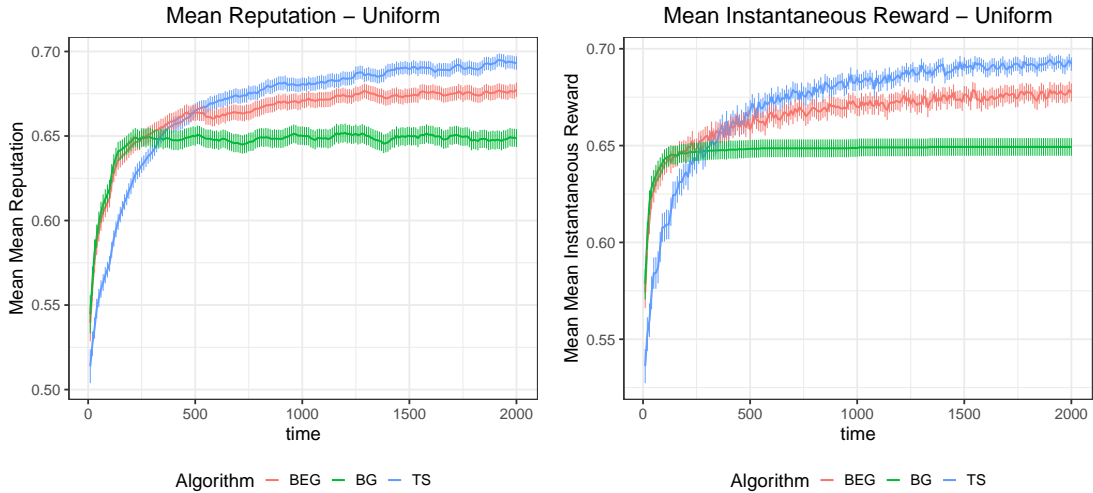 Mean Reputation – Uniform
Mean Mean Reputation
0.70
0.65
0.60
0.55
0.50
0
500
1000
1500
2000
time
Algorithm BEG BG TS
Mean Instantaneous Reward – Uniform
Mean Mean Instantaneous Reward
0.70
0.65
0.60
0.55
0
500
1000
1500
2000
time
Algorithm BEG BG TS